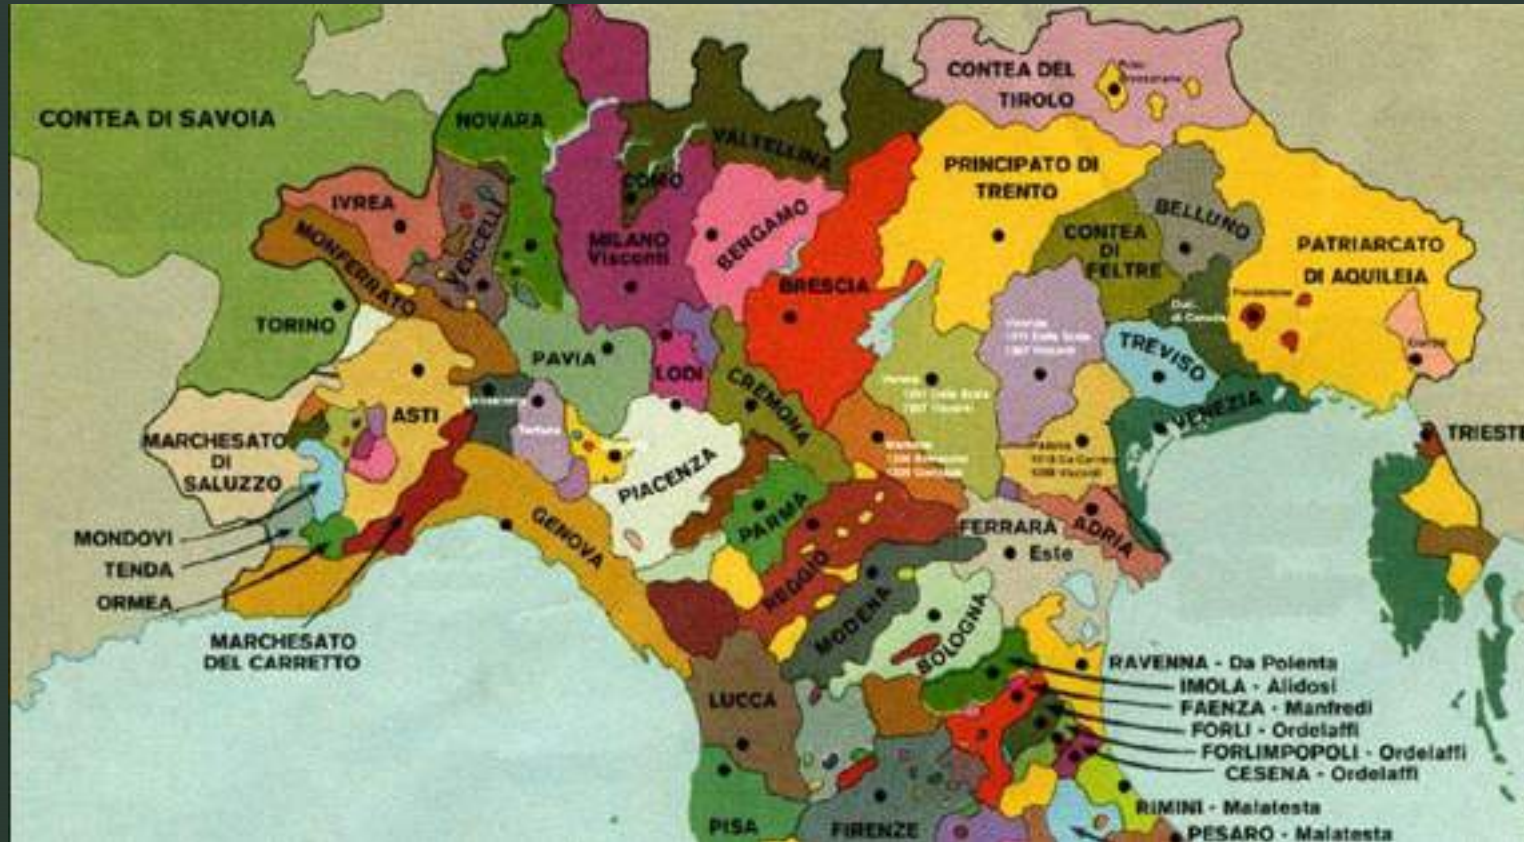 CONTEA DI SAVOIA
NOVARA
VALTELLINA
COMO
CONTEA DEL
TIROLO
PRINCIPATO DI
TRENTO
IVREA
MONFERRATO
VERCELLI
MILANO
Visconti
BERGAMO
BRESCIA
CONTEA
DI
FELTRE
BELLUNO
PATRIARCATO
DI AQUILEIA
TORINO
PAVIA
LODI
CREMONA
TREVISO
VENEZIA
TRIESTE
ASTI
Tortona
MARCHESATO
DI
SALUZZO
PIACENZA
PARMA
REGGIO
MODENA
BOLOGNA
FERRARA
Este
ADRIA
GENOVA
MONDOVI
TENDA
ORMEA
MARCHESATO
DEL CARRETTO
LUCCA
PISA
FIRENZE
RAVENNA - Da Polenta
IMOLA - Alidosi
FAENZA - Manfredi
FORLI - Ordelaffi
FORLIMPOPOLI - Ordelaffi
CESENA - Ordelaffi
RIMINI - Malatesta
PESARO - Malatesta